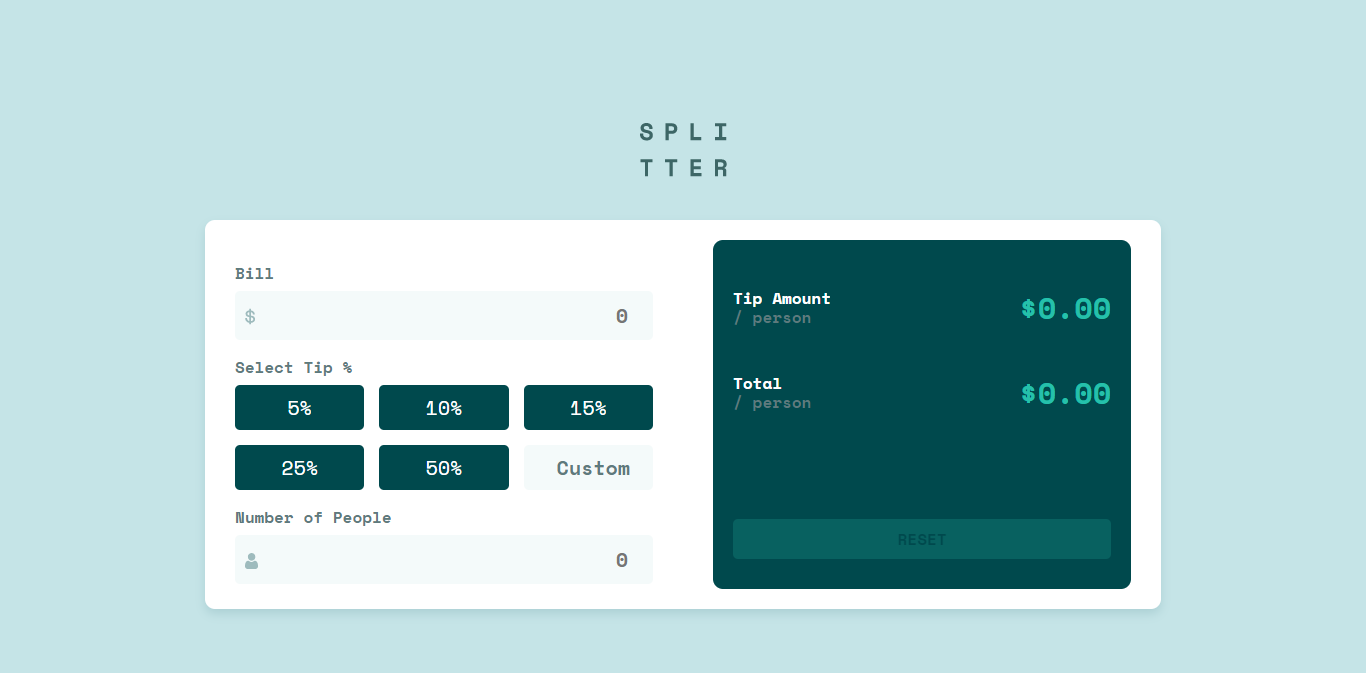 SPLI
TTER
Bill
$ 0
Select Tip %
5% 10% 15%
25% 50% Custom
Number of People
0
Tip Amount
/ person
$0.00
Total
/ person
$0.00
RESET